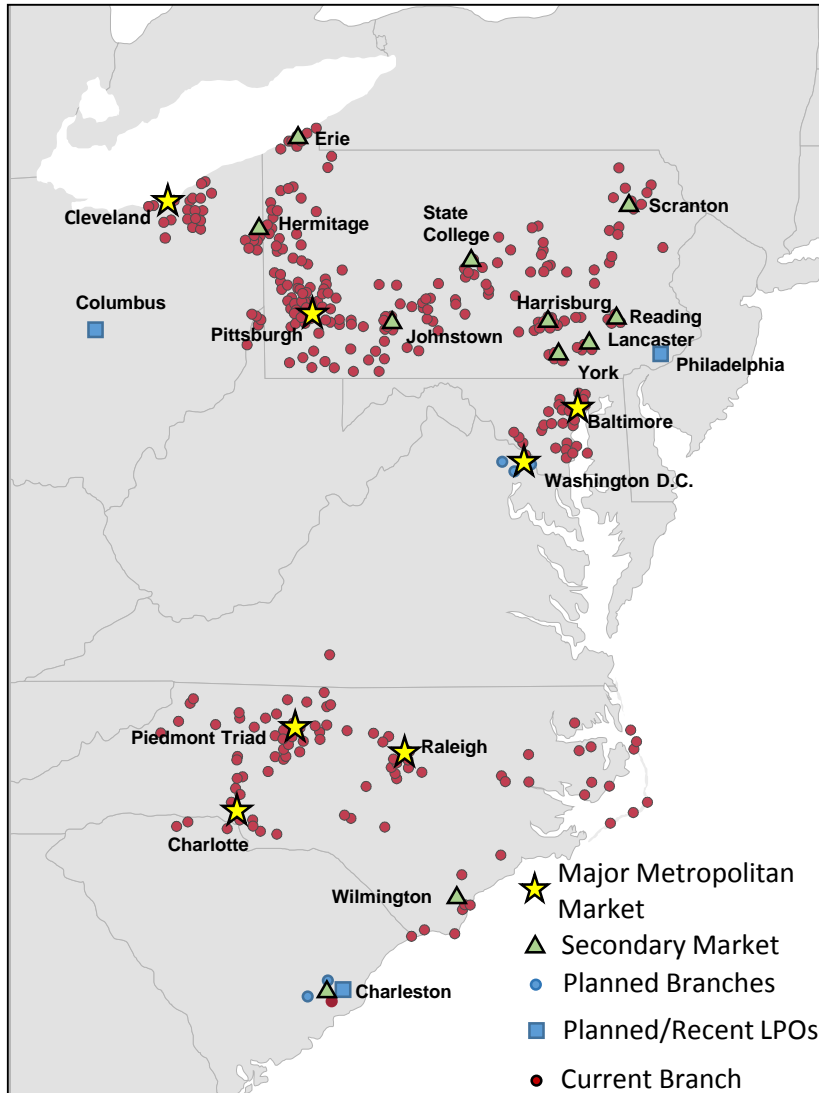 Erie
Cleveland
Hermitage
State
College
Scranton
Columbus
Pittsburgh
Johnstown
Harrisburg
Reading
Lancaster
York
Philadelphia
Baltimore
Washington D.C.
Piedmont Triad
Raleigh
Charlotte
Wilmington
Charleston
Major Metropolitan
Market
Secondary Market
Planned Branches
Planned/Recent LPOs
Current Branch